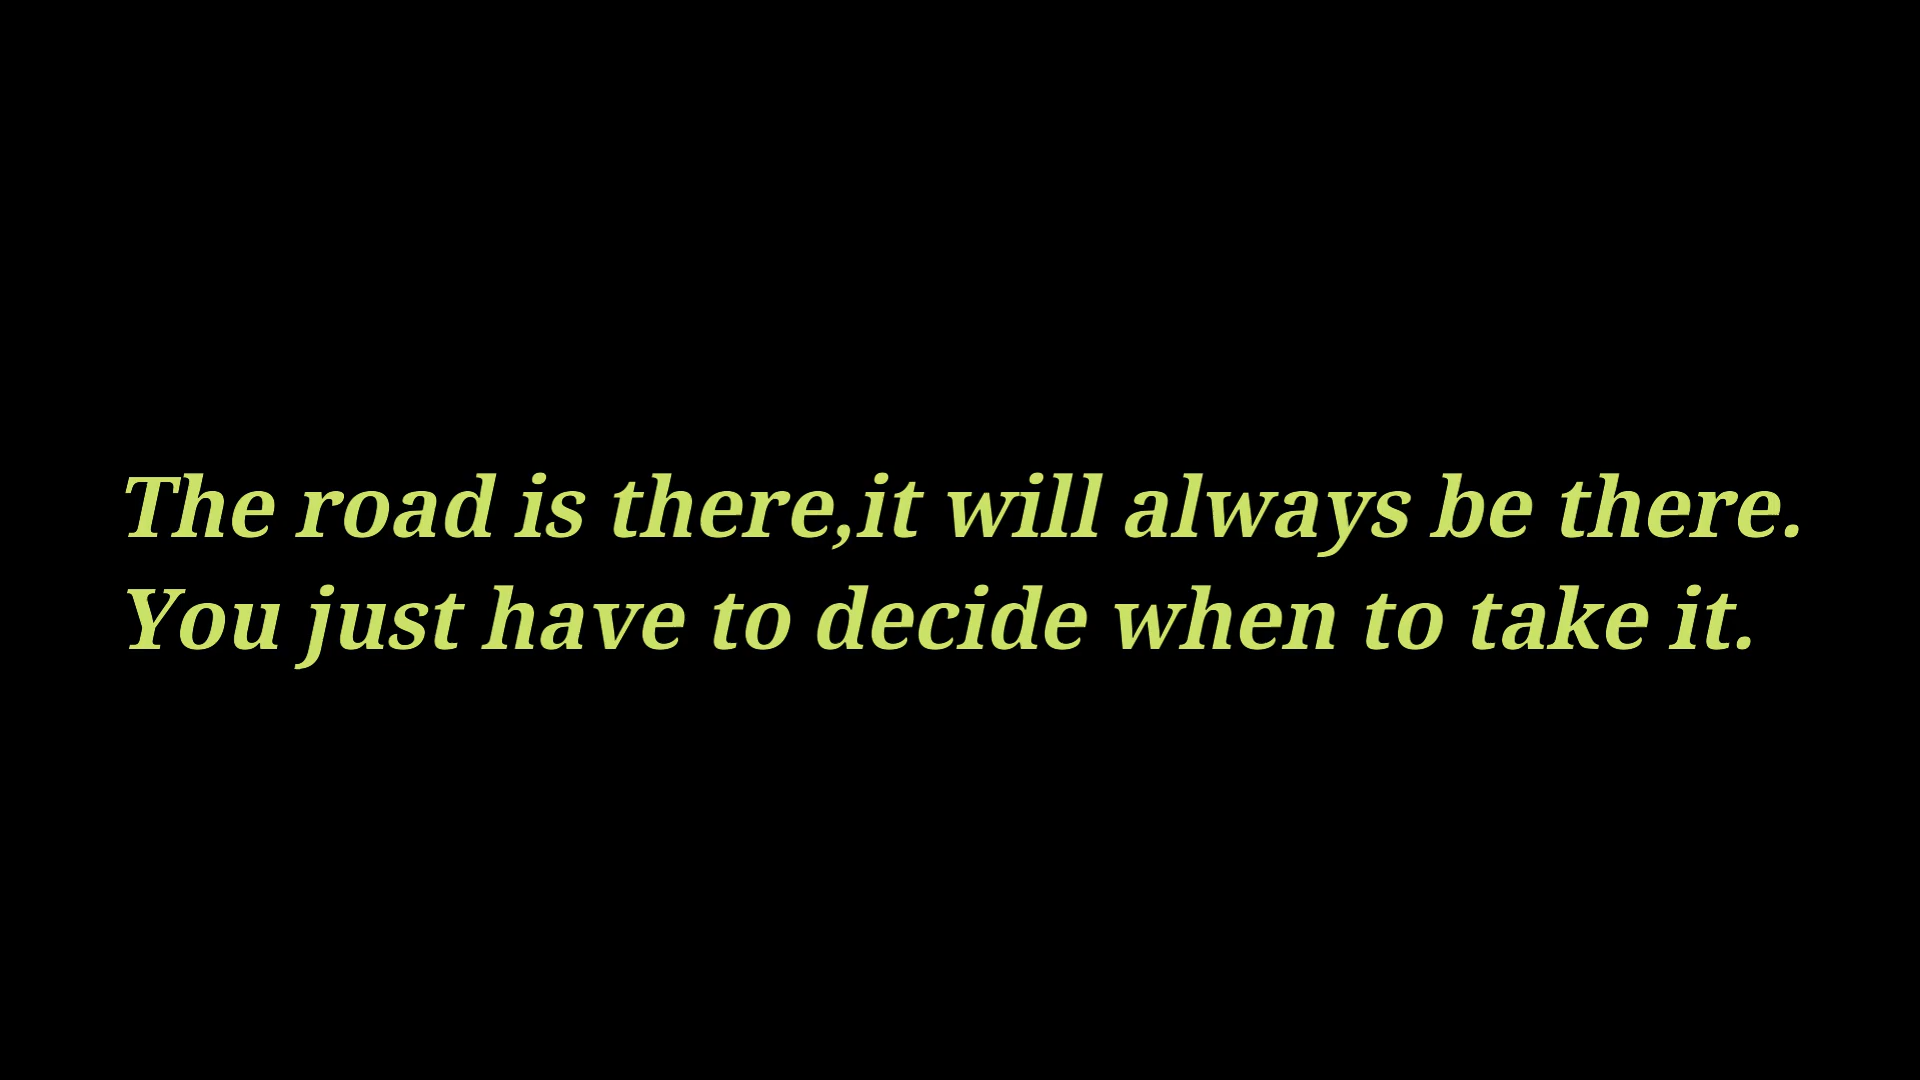 The road is there,it will always be there.
You just have to decide when to take it.